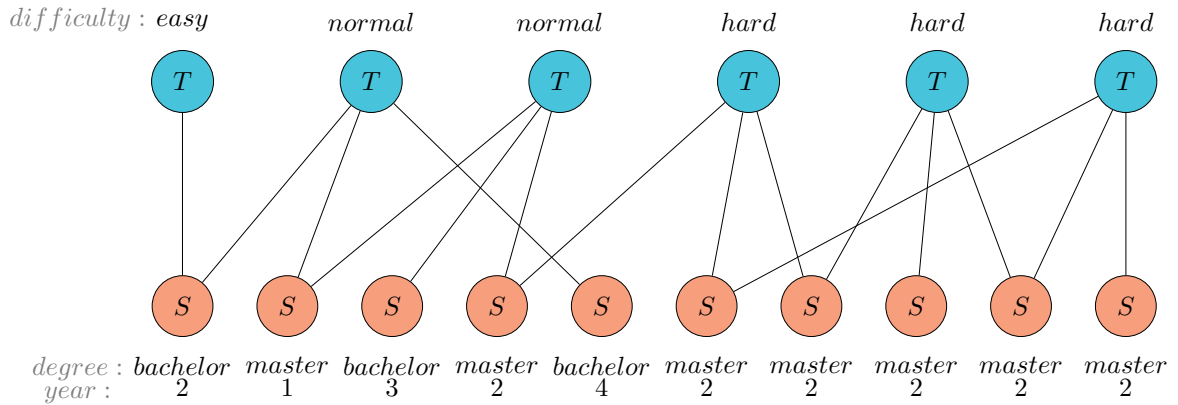 difficulty : easy normal normal hard hard hard
T T T T T T
S S S S S S S S S S
degree : bachelor master bachelor master bachelor master master master master master
year : 2 1 3 2 4 2 2 2 2 2